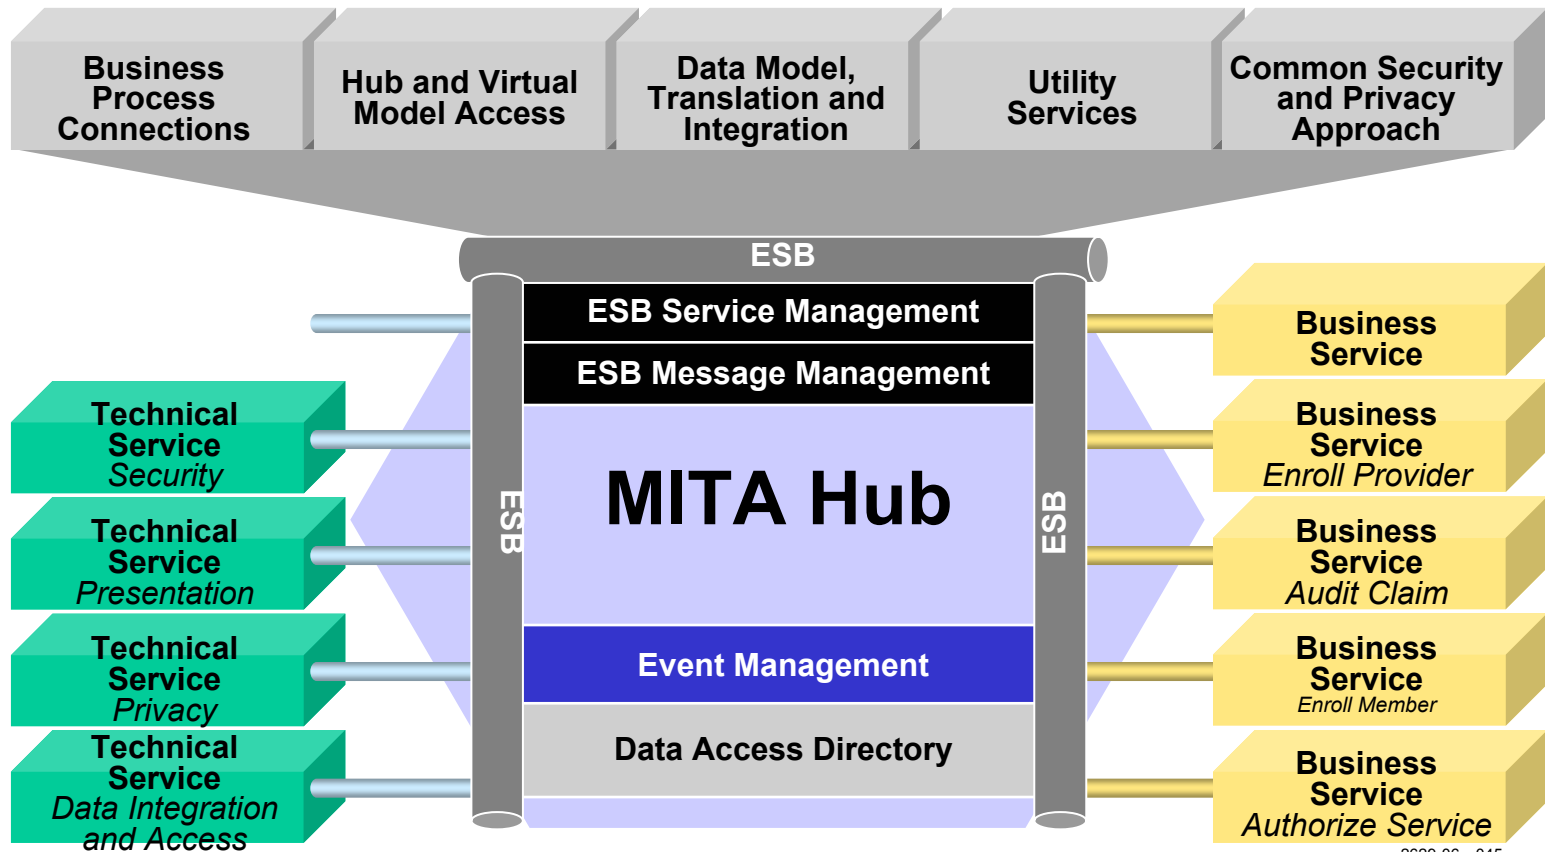 Business
Process
Connections
Hub and Virtual
Model Access
Data Model,
Translation and
Integration
Utility
Services
Common Security
and Privacy
Approach
ESB
ESB Service Management
ESB Message Management
MITA Hub
Event Management
Data Access Directory
ESB
ESB
Technical
Service
Security
Technical
Service
Presentation
Technical
Service
Privacy
Technical
Service
Data Integration
and Access
Business
Service
Business
Service
Enroll Provider
Business
Service
Audit Claim
Business
Service
Enroll Member
Business
Service
Authorize Service